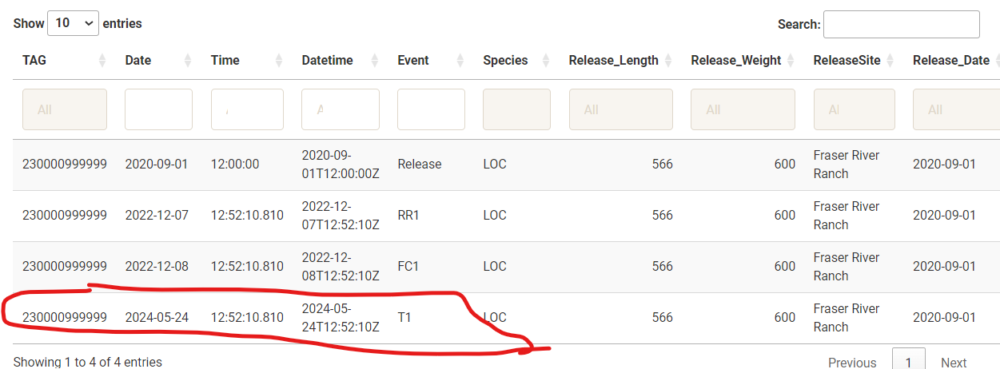 Show 10 entries Search:
TAG Date Time Datetime Event Species Release_Length Release_Weight ReleaseSite Release_Date
All All All Al All
230000999999 2020-09-01 12:00:00 2020-09-01T12:00:00Z Release LOC 566 600 Fraser River Ranch 2020-09-01
230000999999 2022-12-07 12:52:10.810 2022-12-07T12:52:10Z RR1 LOC 566 600 Fraser River Ranch 2020-09-01
230000999999 2022-12-08 12:52:10.810 2022-12-08T12:52:10Z FC1 LOC 566 600 Fraser River Ranch 2020-09-01
230000999999 2024-05-24 12:52:10.810 2024-05-24T12:52:10Z T1 LOC 566 600 Fraser River Ranch 2020-09-01
Showing 1 to 4 of 4 entries Previous 1 Next